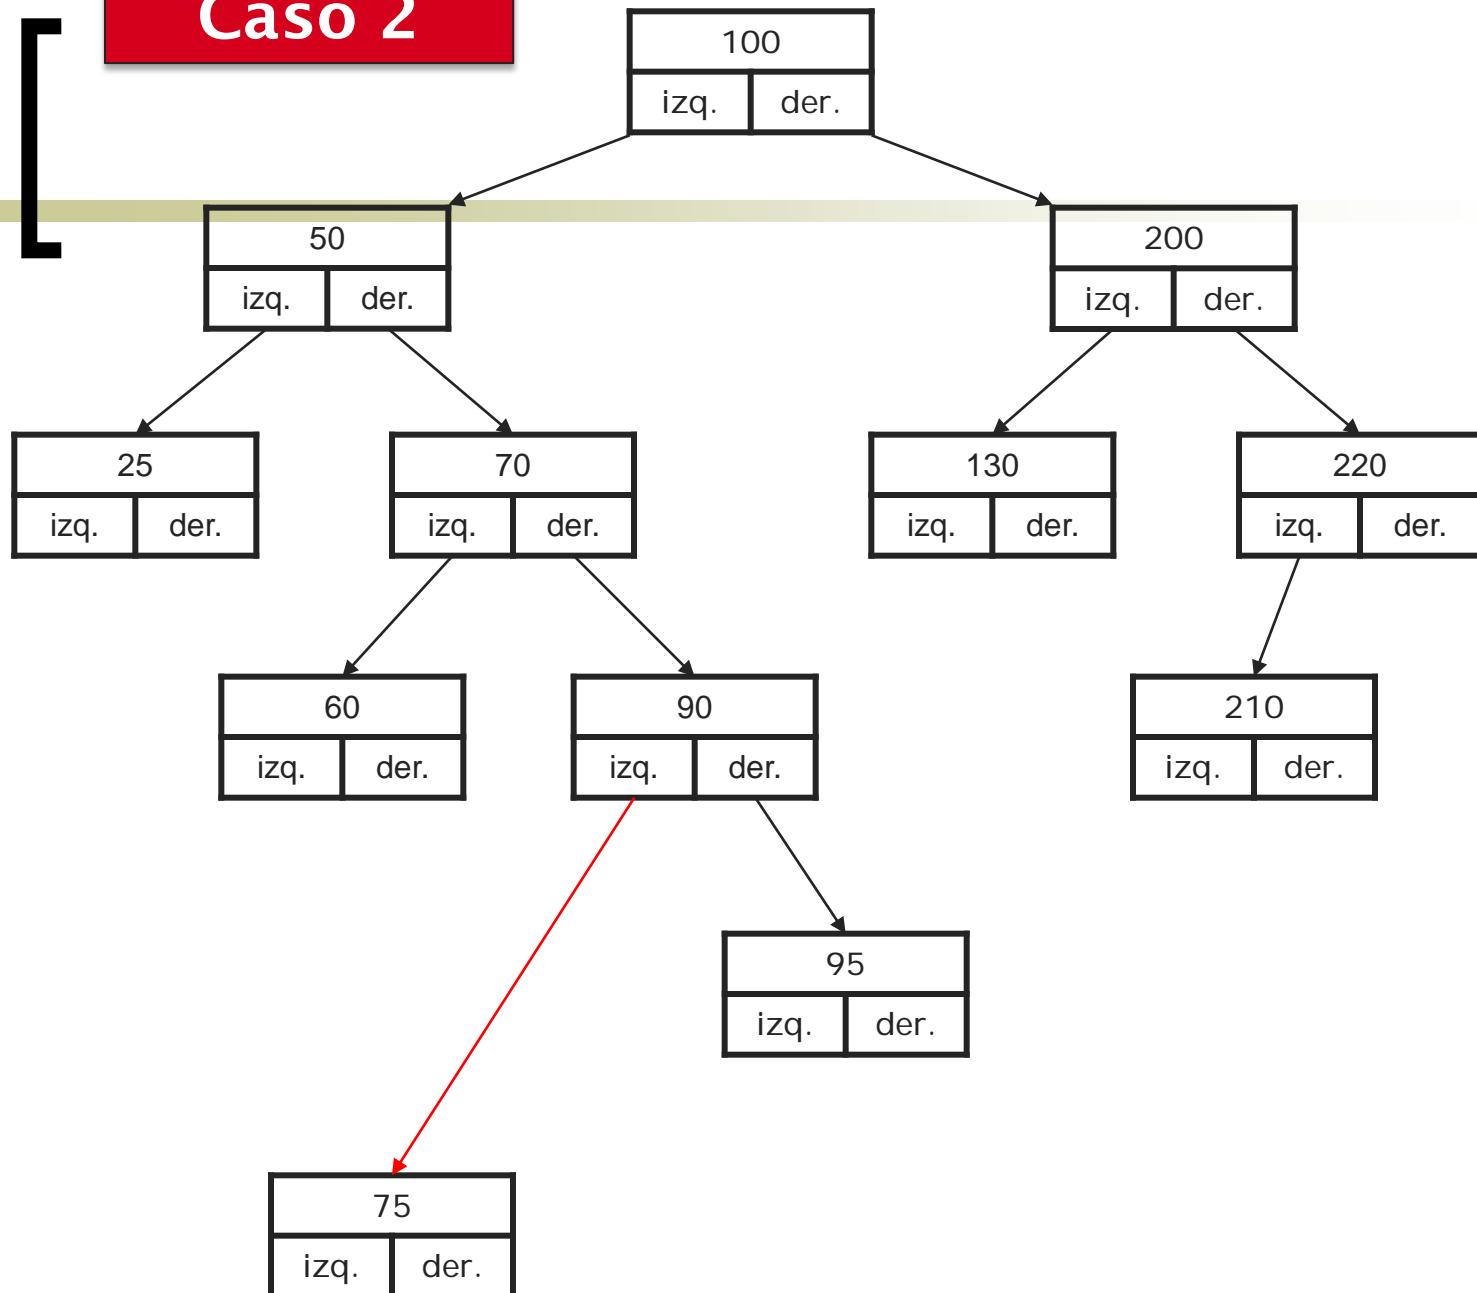 Caso 2
100
izq. der.
50
izq. der.
200
izq. der.
25
izq. der.
70
izq. der.
130
izq. der.
220
izq. der.
60
izq. der.
90
izq. der.
210
izq. der.
95
izq. der.
75
izq. der.